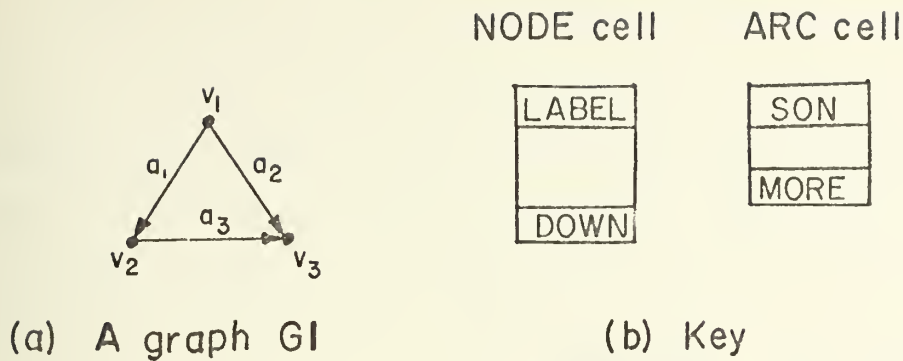 NODE cell ARC cell
v₁
LABEL SON
a₁ a₂
MORE
a₃
DOWN
v₂ v₃
(a) A graph G1 (b) Key